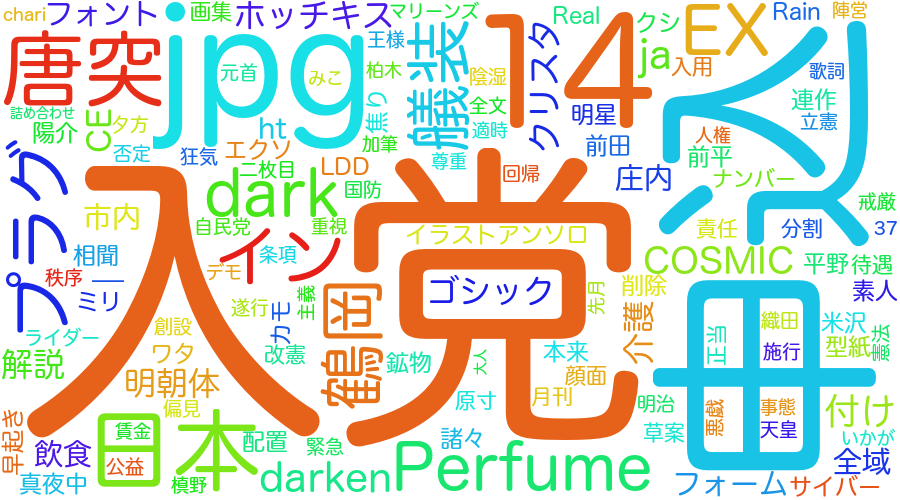 chari
フォント
画集
ホッチキス
マリーンズ
Real
クシ
Rain
陣営
唐突
jpg
元首
みこ
王様
柏木
艤装
陰湿
全文
適時
尊重
14
クリスタ
明星
前田
ja
EX
入用
歌詞
連作
立憲
汲
詰め合わせ
陽介
CE
夕方
否定
ht
狂気
エクソ
二枚目
LDD
焦り
加筆
国防
回帰
庄内
人権
前平
ナンバー
戒厳
プラグ
市内
dark
自民党
重視
イン
入党
イラストアンソロ
責任
分割
37
相聞
秩序
ミリ
デモ
条項
遂行
主義
カモ
鶴岡
ゴシック
先月
削除
介護
COSMIC
平野
待遇
素人
冊
ライダー
解説
創設
ワタ
改憲
明朝体
偏見
鉱物
大人
本来
顔面
正当
織田
施行
米沢
型紙
憲法
早起き
飲食
日本
賃金
公益
真夜中
槙野
配置
緊急
darken
原寸
月刊
諸々
Perfume
明治
草案
悪戯
事態
天皇
付け
いかが
全域
フォーム
サイバー